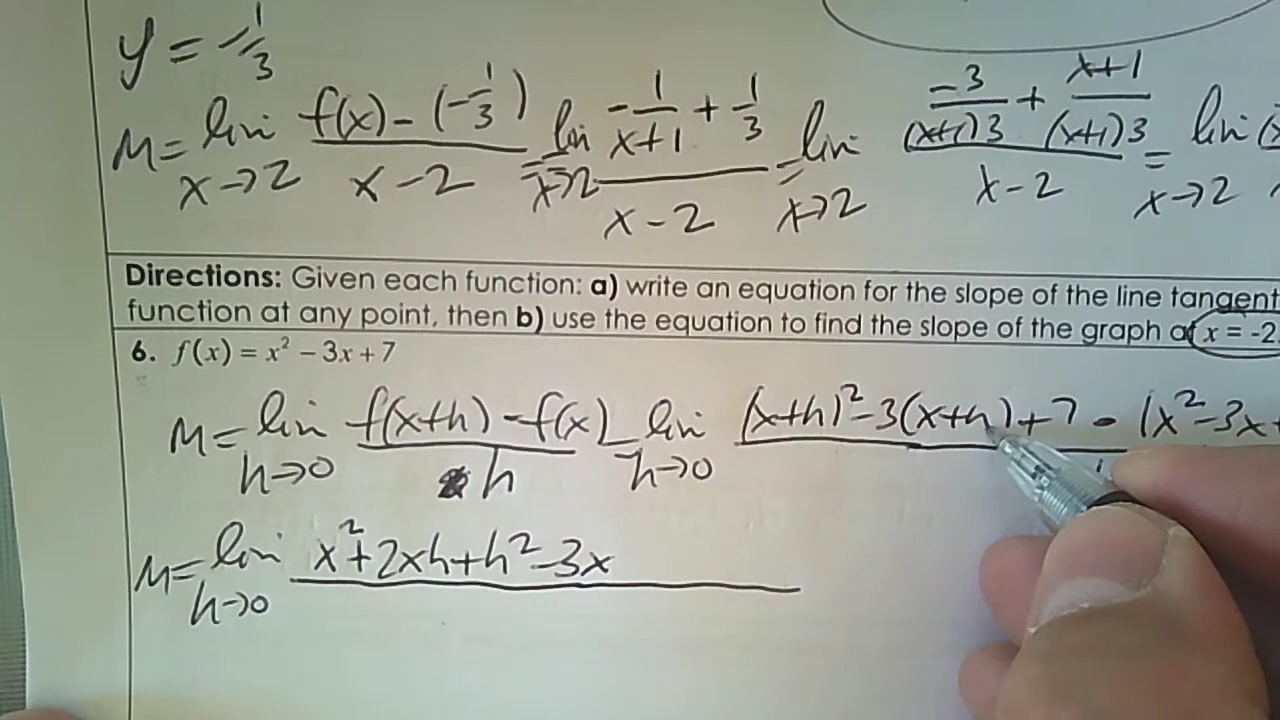 y = -1/3
M = lim x→2 (f(x) - (-1/3))/(x - 2) = lim x→2 (-1/(x+1) + 1/3)/(x - 2) = lim x→2 (-3/((x+1)3) + (x+1)/((x+1)3))/(x - 2) = lim x→2
Directions: Given each function: a) write an equation for the slope of the line tangent
function at any point, then b) use the equation to find the slope of the graph at x = -2
6. f(x) = x² - 3x + 7
M = lim h→0 (f(x+h) - f(x))/h = lim h→0 (x+h)² - 3(x+h) + 7 - (x² - 3x +
M = lim h→0 x² + 2xh + h² - 3x